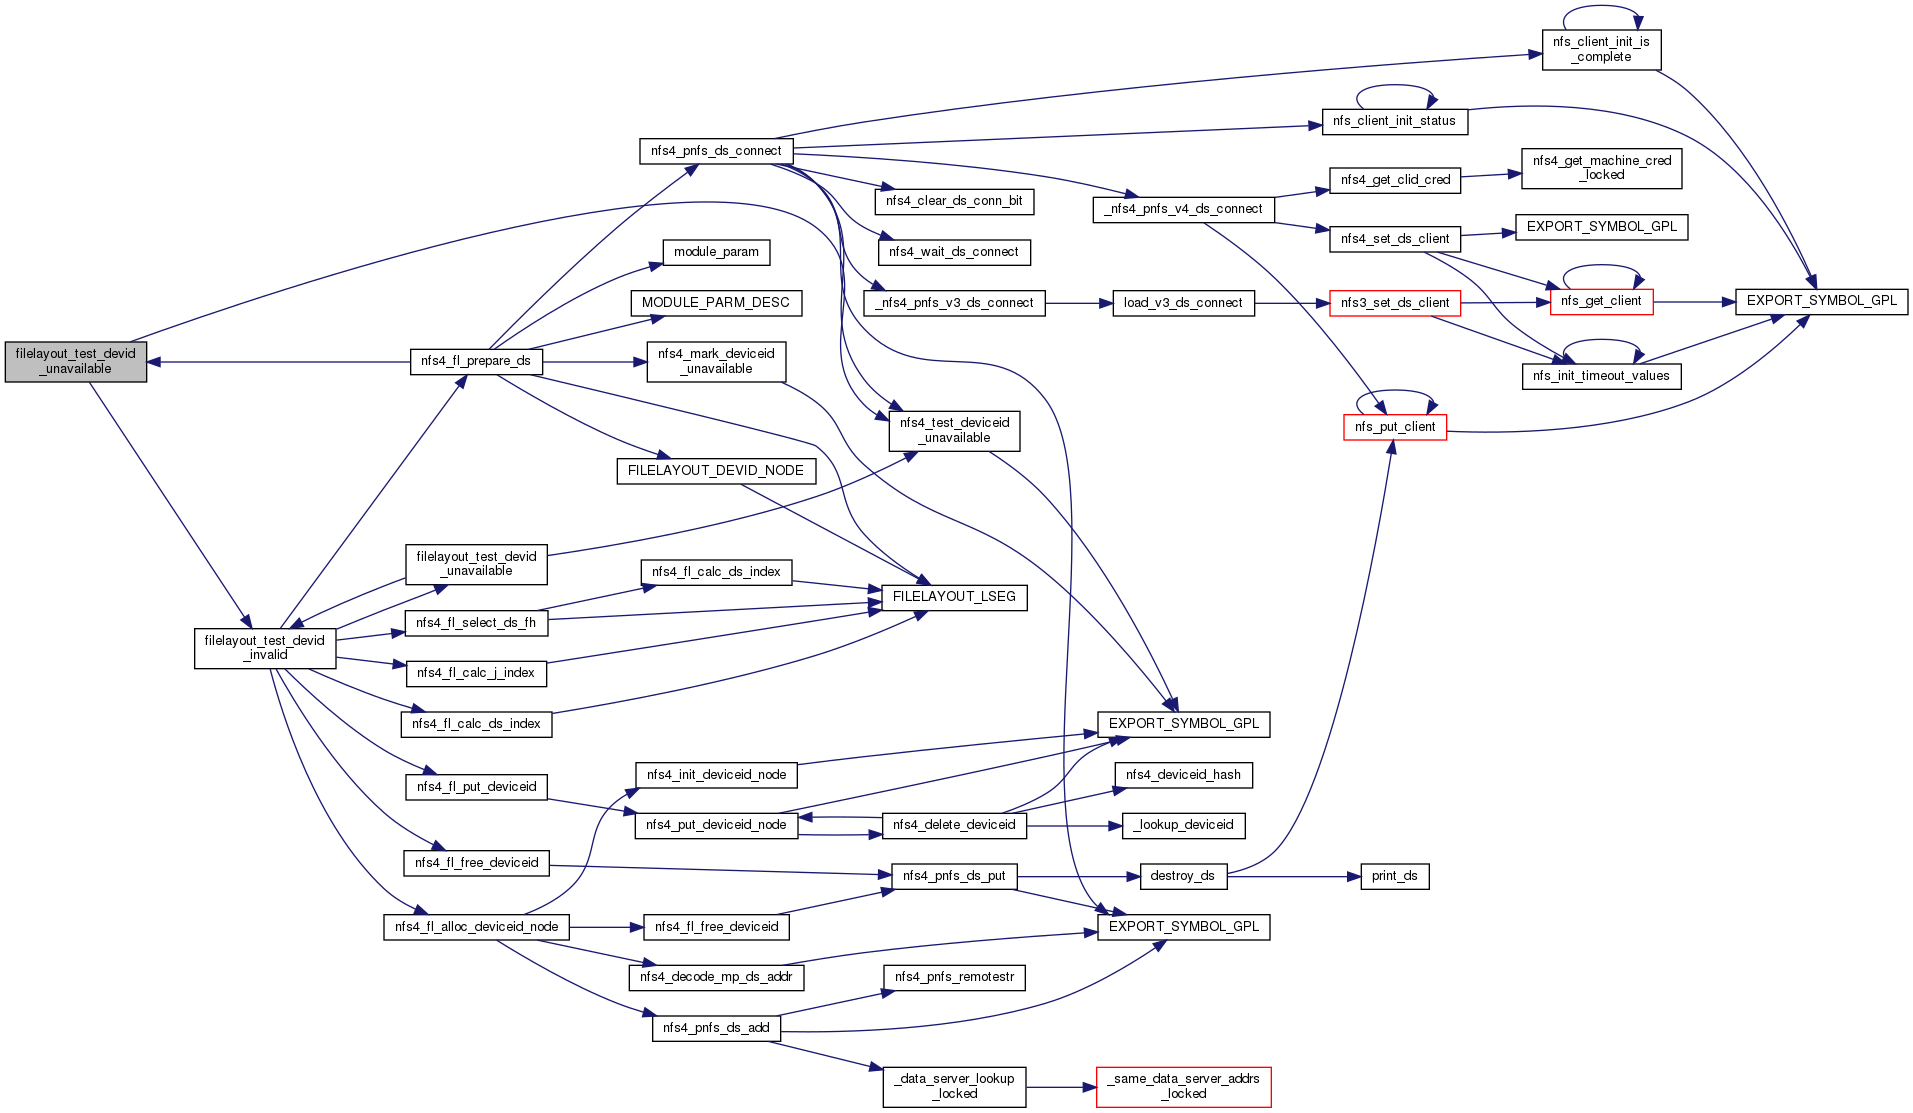 nfs_client_init_is
_complete
nfs_client_init_status
nfs4_pnfs_ds_connect
nfs4_get_machine_cred
_locked
nfs4_get_clid_cred
nfs4_clear_ds_conn_bit
_nfs4_pnfs_v4_ds_connect
EXPORT_SYMBOL_GPL
nfs4_set_ds_client
module_param
nfs4_wait_ds_connect
MODULE_PARM_DESC
_nfs4_pnfs_v3_ds_connect
load_v3_ds_connect
nfs3_set_ds_client
nfs_get_client
EXPORT_SYMBOL_GPL
filelayout_test_devid
_unavailable
nfs4_fl_prepare_ds
nfs4_mark_deviceid
_unavailable
nfs_init_timeout_values
nfs4_test_deviceid
_unavailable
nfs_put_client
FILELAYOUT_DEVID_NODE
filelayout_test_devid
_unavailable
nfs4_fl_calc_ds_index
FILELAYOUT_LSEG
nfs4_fl_select_ds_fh
filelayout_test_devid
_invalid
nfs4_fl_calc_j_index
nfs4_fl_calc_ds_index
EXPORT_SYMBOL_GPL
nfs4_init_deviceid_node
nfs4_deviceid_hash
nfs4_fl_put_deviceid
nfs4_put_deviceid_node
nfs4_delete_deviceid
_lookup_deviceid
nfs4_fl_free_deviceid
nfs4_pnfs_ds_put
destroy_ds
print_ds
nfs4_fl_alloc_deviceid_node
nfs4_fl_free_deviceid
EXPORT_SYMBOL_GPL
nfs4_decode_mp_ds_addr
nfs4_pnfs_remotestr
nfs4_pnfs_ds_add
_data_server_lookup
_locked
_same_data_server_addrs
_locked